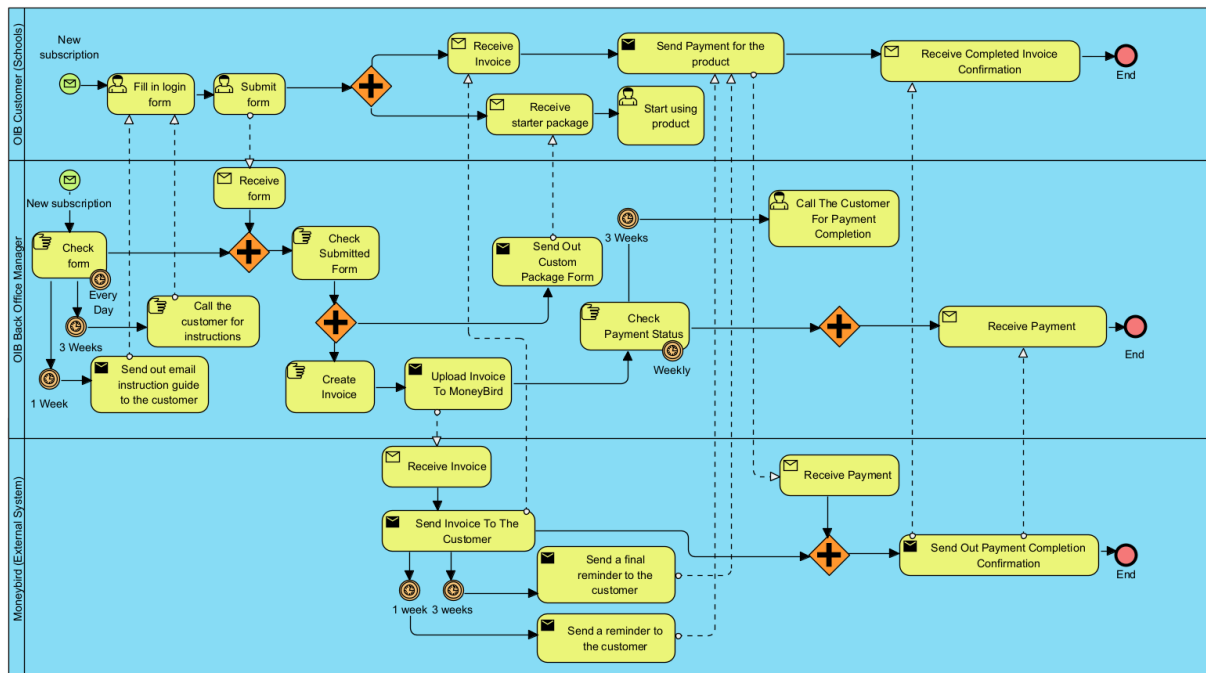 OIB Customer (Schools)
New
subscription
Fill in login
form
Submit
form
Receive
Invoice
Send Payment for the
product
Receive Completed Invoice
Confirmation
End
Receive
starter package
Start using
product
OIB Back Office Manager
New subscription
Receive
form
Check
form
Every
Day
Check
Submitted
Form
Send Out
Custom
Package Form
3 Weeks
Call The Customer
For Payment
Completion
Call the
customer for
instructions
3 Weeks
Check
Payment Status
Weekly
Receive Payment
End
1 Week
Send out email
instruction guide
to the customer
Create
Invoice
Upload Invoice
To MoneyBird
Moneybird (External System)
Receive Invoice
Receive Payment
Send Invoice To The
Customer
Send Out Payment Completion
Confirmation
End
1 week
3 weeks
Send a final
reminder to the
customer
Send a reminder to
the customer